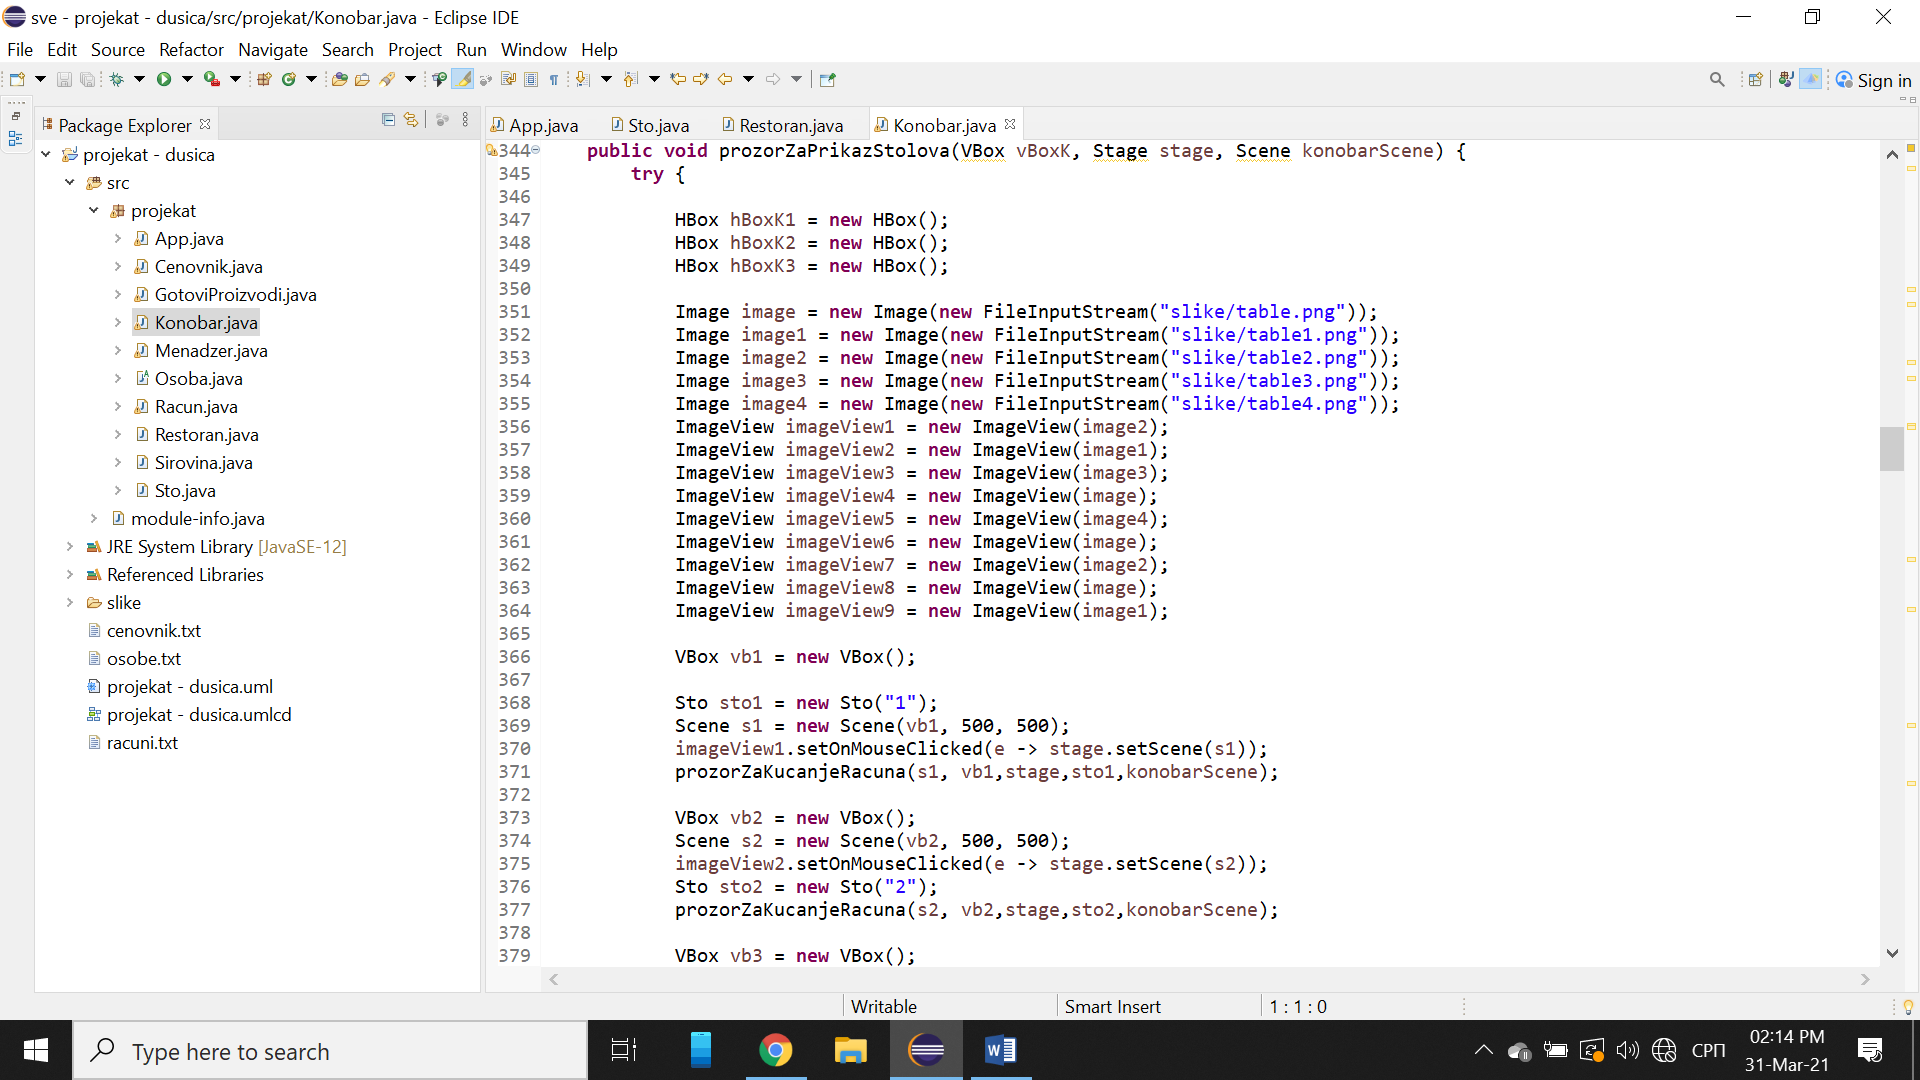 sve - projekat - dusica/src/projekat/Konobar.java - Eclipse IDE
File Edit Source Refactor Navigate Search Project Run Window Help
Sign in
Package Explorer
projekat - dusica
src
projekat
App.java
Cenovnik.java
GotoviProizvodi.java
Konobar.java
Menadzer.java
Osoba.java
Racun.java
Restoran.java
Sirovina.java
Sto.java
module-info.java
JRE System Library [JavaSE-12]
Referenced Libraries
slike
cenovnik.txt
osobe.txt
projekat - dusica.uml
projekat - dusica.umlcd
racuni.txt
App.java Sto.java Restoran.java Konobar.java
344 public void prozorZaPrikazStolova(VBox vBoxK, Stage stage, Scene konobarScene) {
345 try {
346
347 HBox hBoxK1 = new HBox();
348 HBox hBoxK2 = new HBox();
349 HBox hBoxK3 = new HBox();
350
351 Image image = new Image(new FileInputStream("slike/table.png"));
352 Image image1 = new Image(new FileInputStream("slike/table1.png"));
353 Image image2 = new Image(new FileInputStream("slike/table2.png"));
354 Image image3 = new Image(new FileInputStream("slike/table3.png"));
355 Image image4 = new Image(new FileInputStream("slike/table4.png"));
356 ImageView imageView1 = new ImageView(image2);
357 ImageView imageView2 = new ImageView(image1);
358 ImageView imageView3 = new ImageView(image3);
359 ImageView imageView4 = new ImageView(image);
360 ImageView imageView5 = new ImageView(image4);
361 ImageView imageView6 = new ImageView(image);
362 ImageView imageView7 = new ImageView(image2);
363 ImageView imageView8 = new ImageView(image);
364 ImageView imageView9 = new ImageView(image1);
365
366 VBox vb1 = new VBox();
367
368 Sto sto1 = new Sto("1");
369 Scene s1 = new Scene(vb1, 500, 500);
370 imageView1.setOnMouseClicked(e -> stage.setScene(s1));
371 prozorZaKucanjeRacuna(s1, vb1,stage,sto1,konobarScene);
372
373 VBox vb2 = new VBox();
374 Scene s2 = new Scene(vb2, 500, 500);
375 imageView2.setOnMouseClicked(e -> stage.setScene(s2));
376 Sto sto2 = new Sto("2");
377 prozorZaKucanjeRacuna(s2, vb2,stage,sto2,konobarScene);
378
379 VBox vb3 = new VBox();
Writable Smart Insert 1 : 1 : 0
Type here to search
СРП
02:14 PM
31-Mar-21